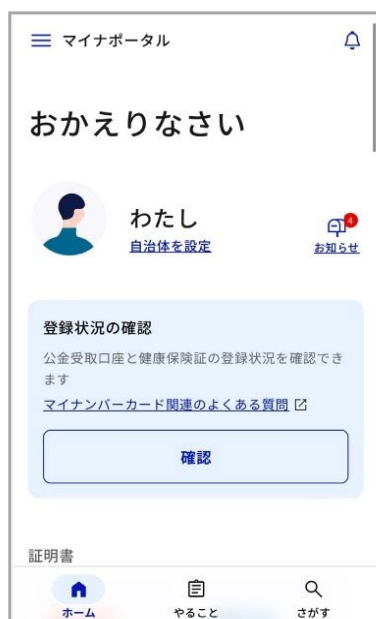 マイナポータル
おかえりなさい
わたし
自治体を設定
4
お知らせ
登録状況の確認
公金受取口座と健康保険証の登録状況を確認でき
ます
マイナンバーカード関連のよくある質問
確認
証明書
ホーム
やること
さがす